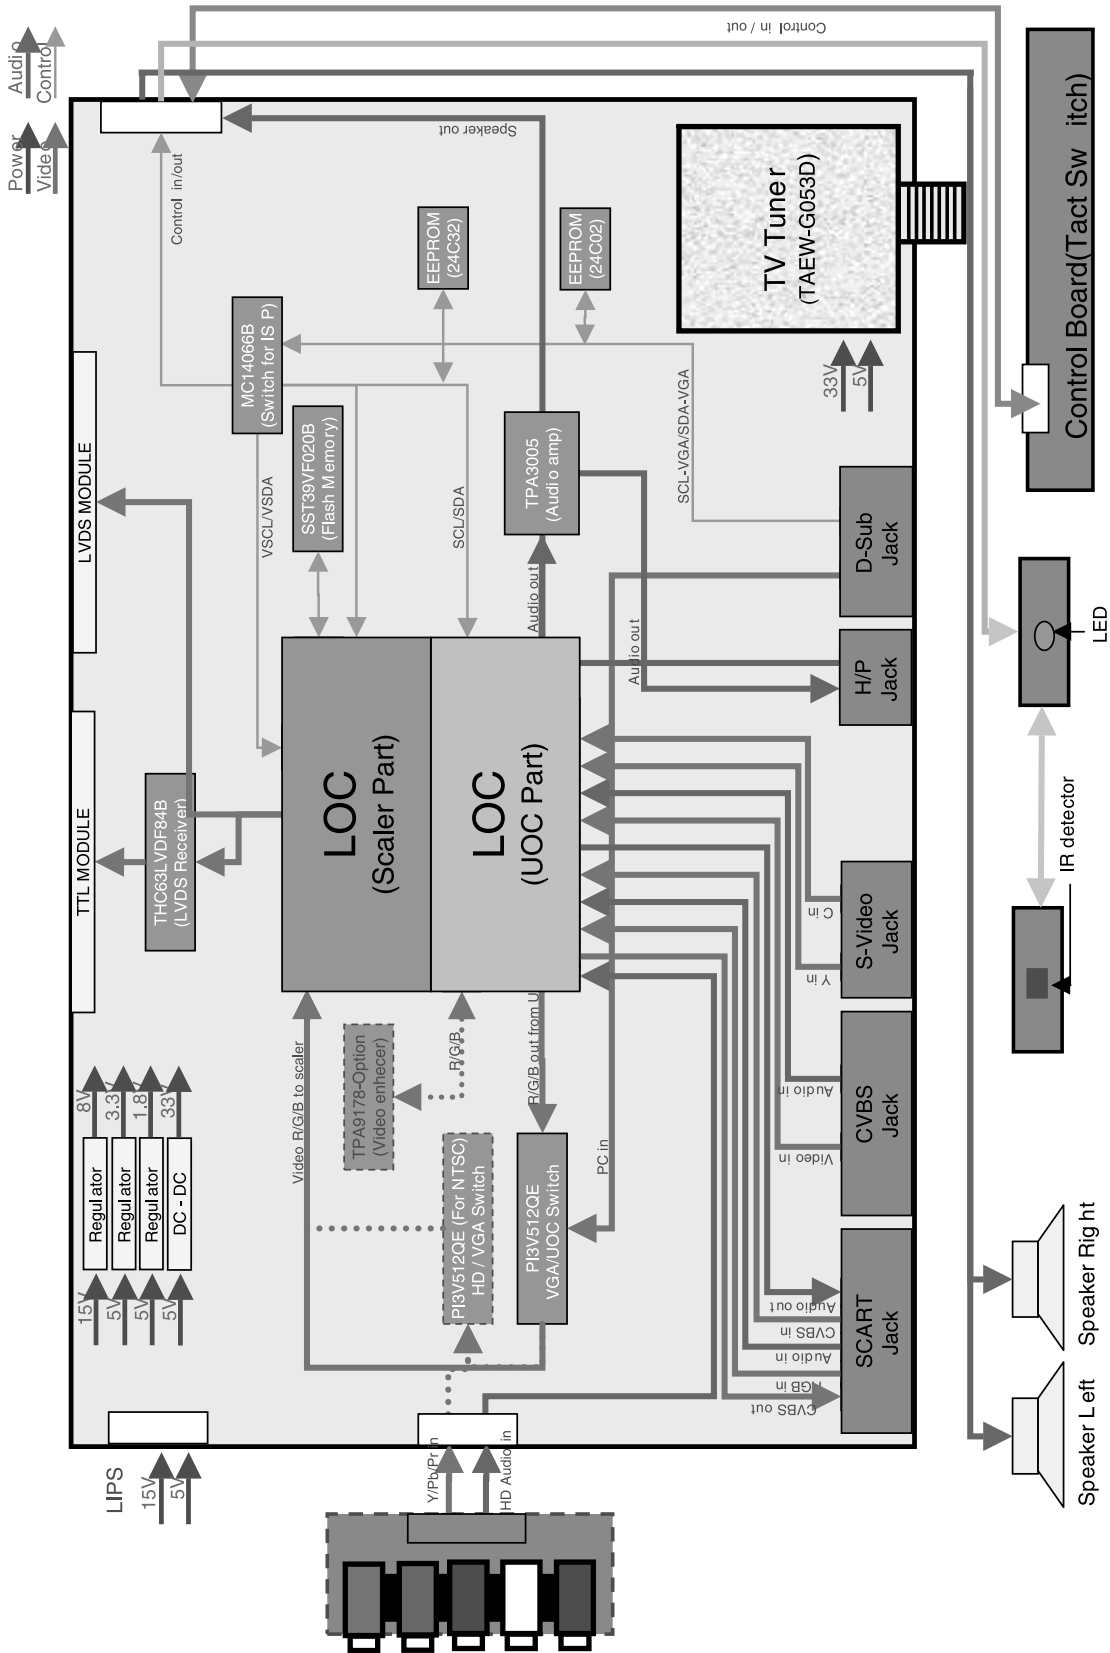 Power
Video
Audio
Control
LIPS
15V
5V
15V
5V
5V
5V
Regulator
Regulator
Regulator
DC - DC
8V
3.3V
1.8V
33V
TTL MODULE
LVDS MODULE
THC63LVDF84B
(LVDS Receiver)
VSCL/VSDA
MC14066B
(Switch for IS P)
Control in/out
SST39VF020B
(Flash Memory)
SCL/SDA
EEPROM
(24C32)
EEPROM
(24C02)
Speaker out
Control in / out
Video R/G/B to scaler
TPA9178-Option
(Video enhecer)
R/G/B
LOC
(Scaler Part)
LOC
(UOC Part)
PI3V512QE (For NTSC)
HD / VGA Switch
PI3V512QE
VGA/UOC Switch
R/G/B out from U
PC in
Audio out
TPA3005
(Audio amp)
Audio out
SCL-VGA/SDA-VGA
TV Tuner
(TAEW-G053D)
33V
5V
Y/Pb/Pr in
HD Audio in
CVBS out
RGB in
Audio in
CVBS in
Audio out
Video in
Audio in
Y in
C in
SCART
Jack
CVBS
Jack
S-Video
Jack
H/P
Jack
D-Sub
Jack
Speaker Left
Speaker Right
IR detector
LED
Control Board(Tact Sw itch)